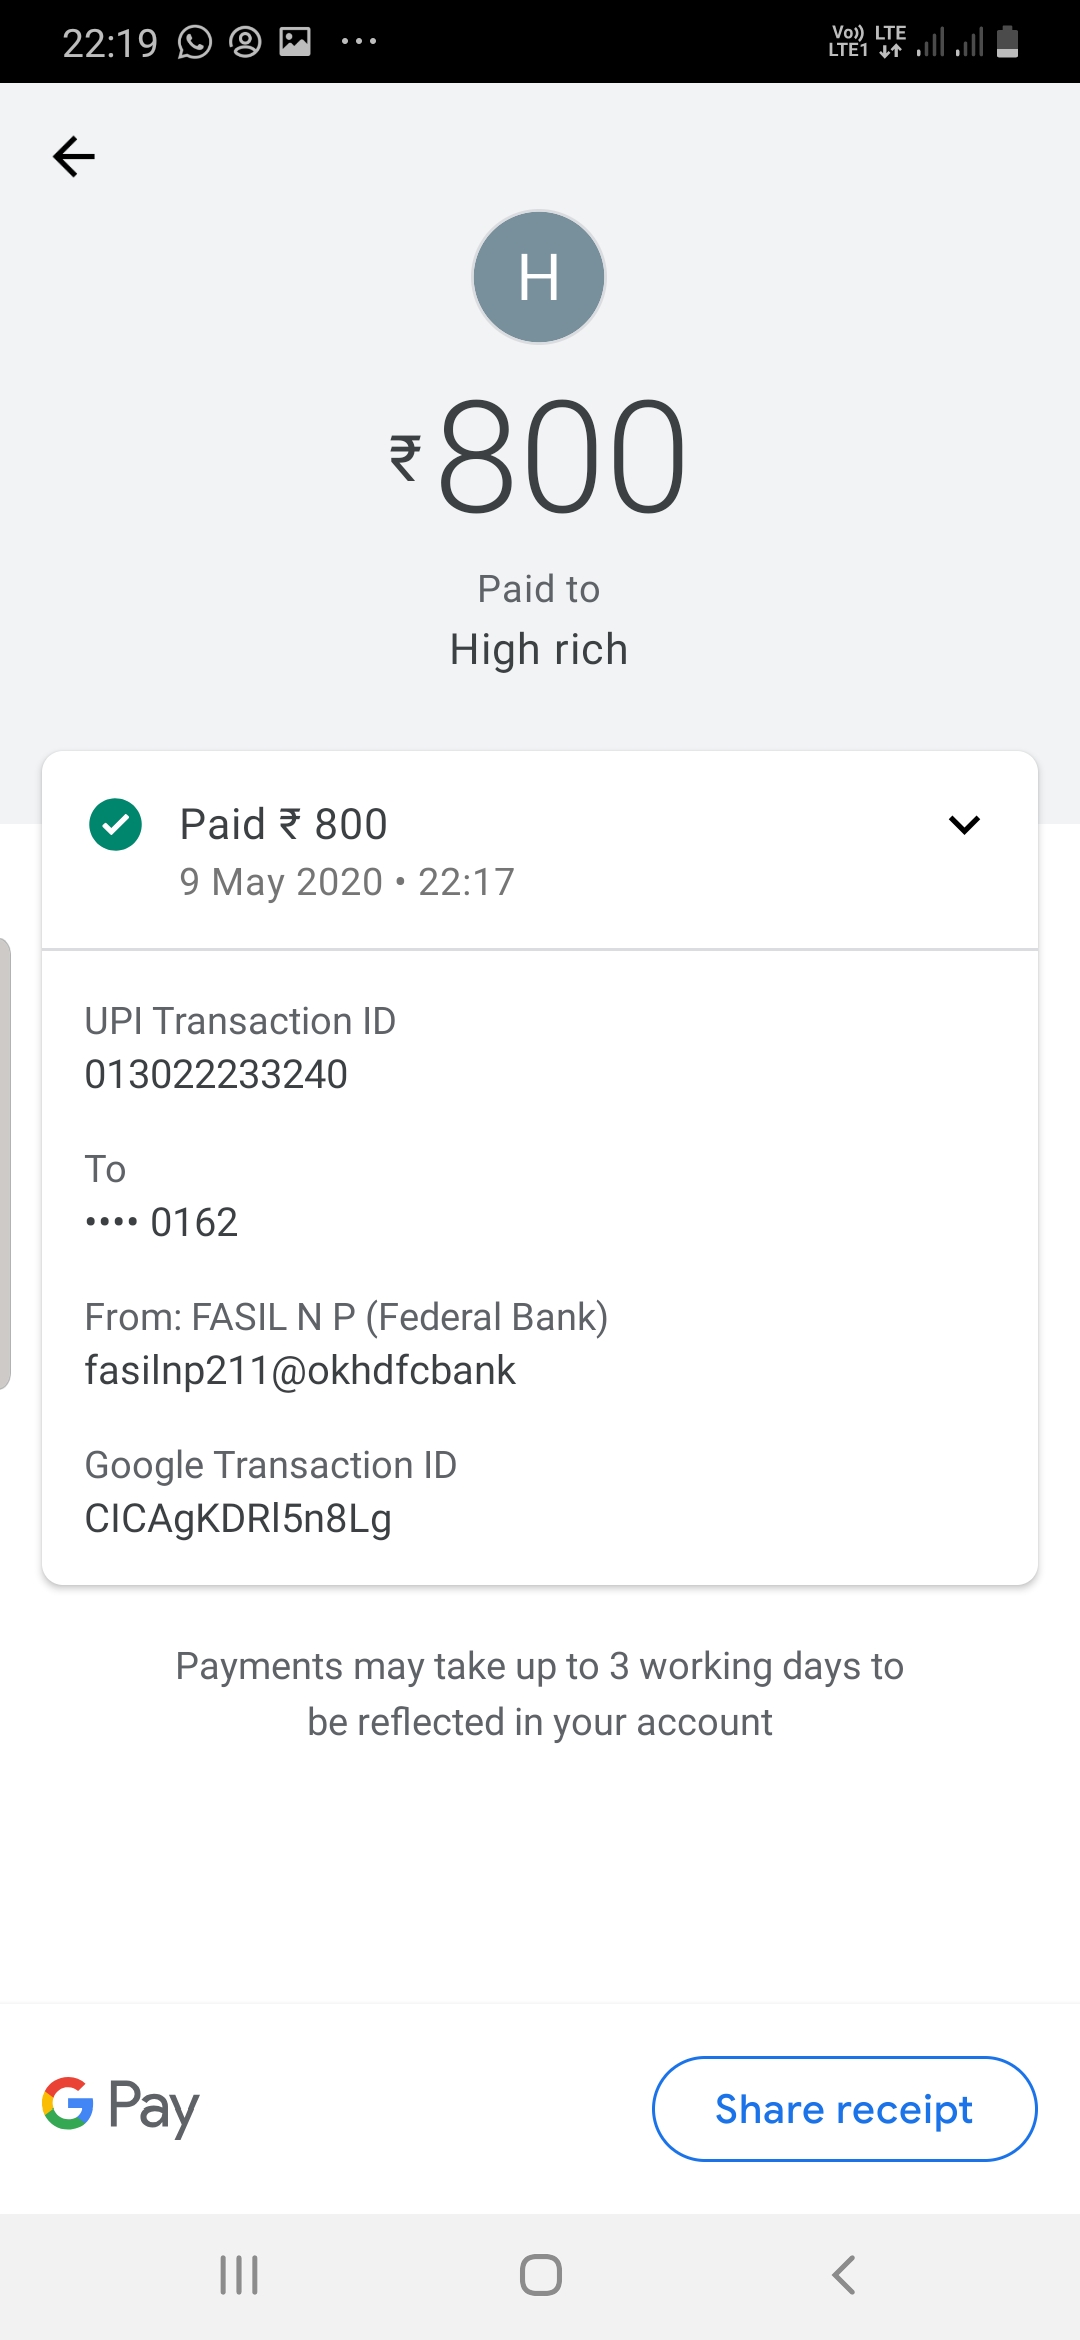 22:19
Vo)) LTE
LTE1
H
₹800
Paid to
High rich
Paid ₹ 800
9 May 2020 • 22:17
UPI Transaction ID
013022233240
To
•••• 0162
From: FASIL N P (Federal Bank)
fasilnp211@okhdfcbank
Google Transaction ID
CICAgKDRl5n8Lg
Payments may take up to 3 working days to
be reflected in your account
G Pay
Share receipt